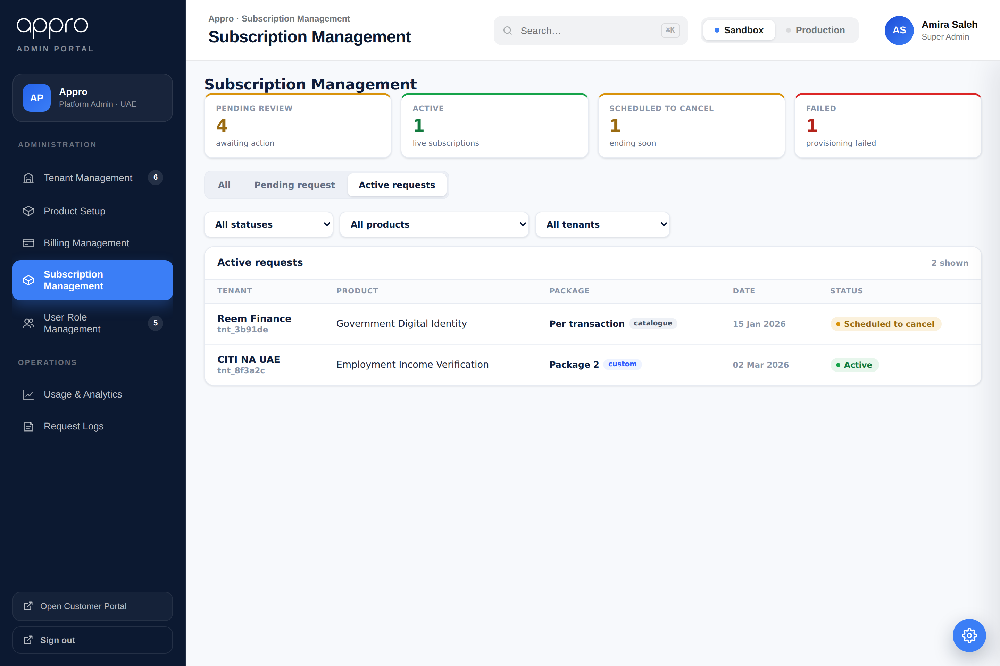 appro
ADMIN PORTAL
AP
Appro
Platform Admin · UAE
ADMINISTRATION
Tenant Management 6
Product Setup
Billing Management
Subscription
Management
User Role
Management
5
OPERATIONS
Usage & Analytics
Request Logs
Open Customer Portal
Sign out
Appro · Subscription Management
Subscription Management
Search… ⌘K
Sandbox Production
AS
Amira Saleh
Super Admin
Subscription Management
PENDING REVIEW
4
awaiting action
ACTIVE
1
live subscriptions
SCHEDULED TO CANCEL
1
ending soon
FAILED
1
provisioning failed
All Pending request Active requests
All statuses All products All tenants
Active requests 2 shown
TENANT PRODUCT PACKAGE DATE STATUS
Reem Finance
tnt_3b91de
Government Digital Identity Per transaction catalogue 15 Jan 2026 Scheduled to cancel
CITI NA UAE
tnt_8f3a2c
Employment Income Verification Package 2 custom 02 Mar 2026 Active